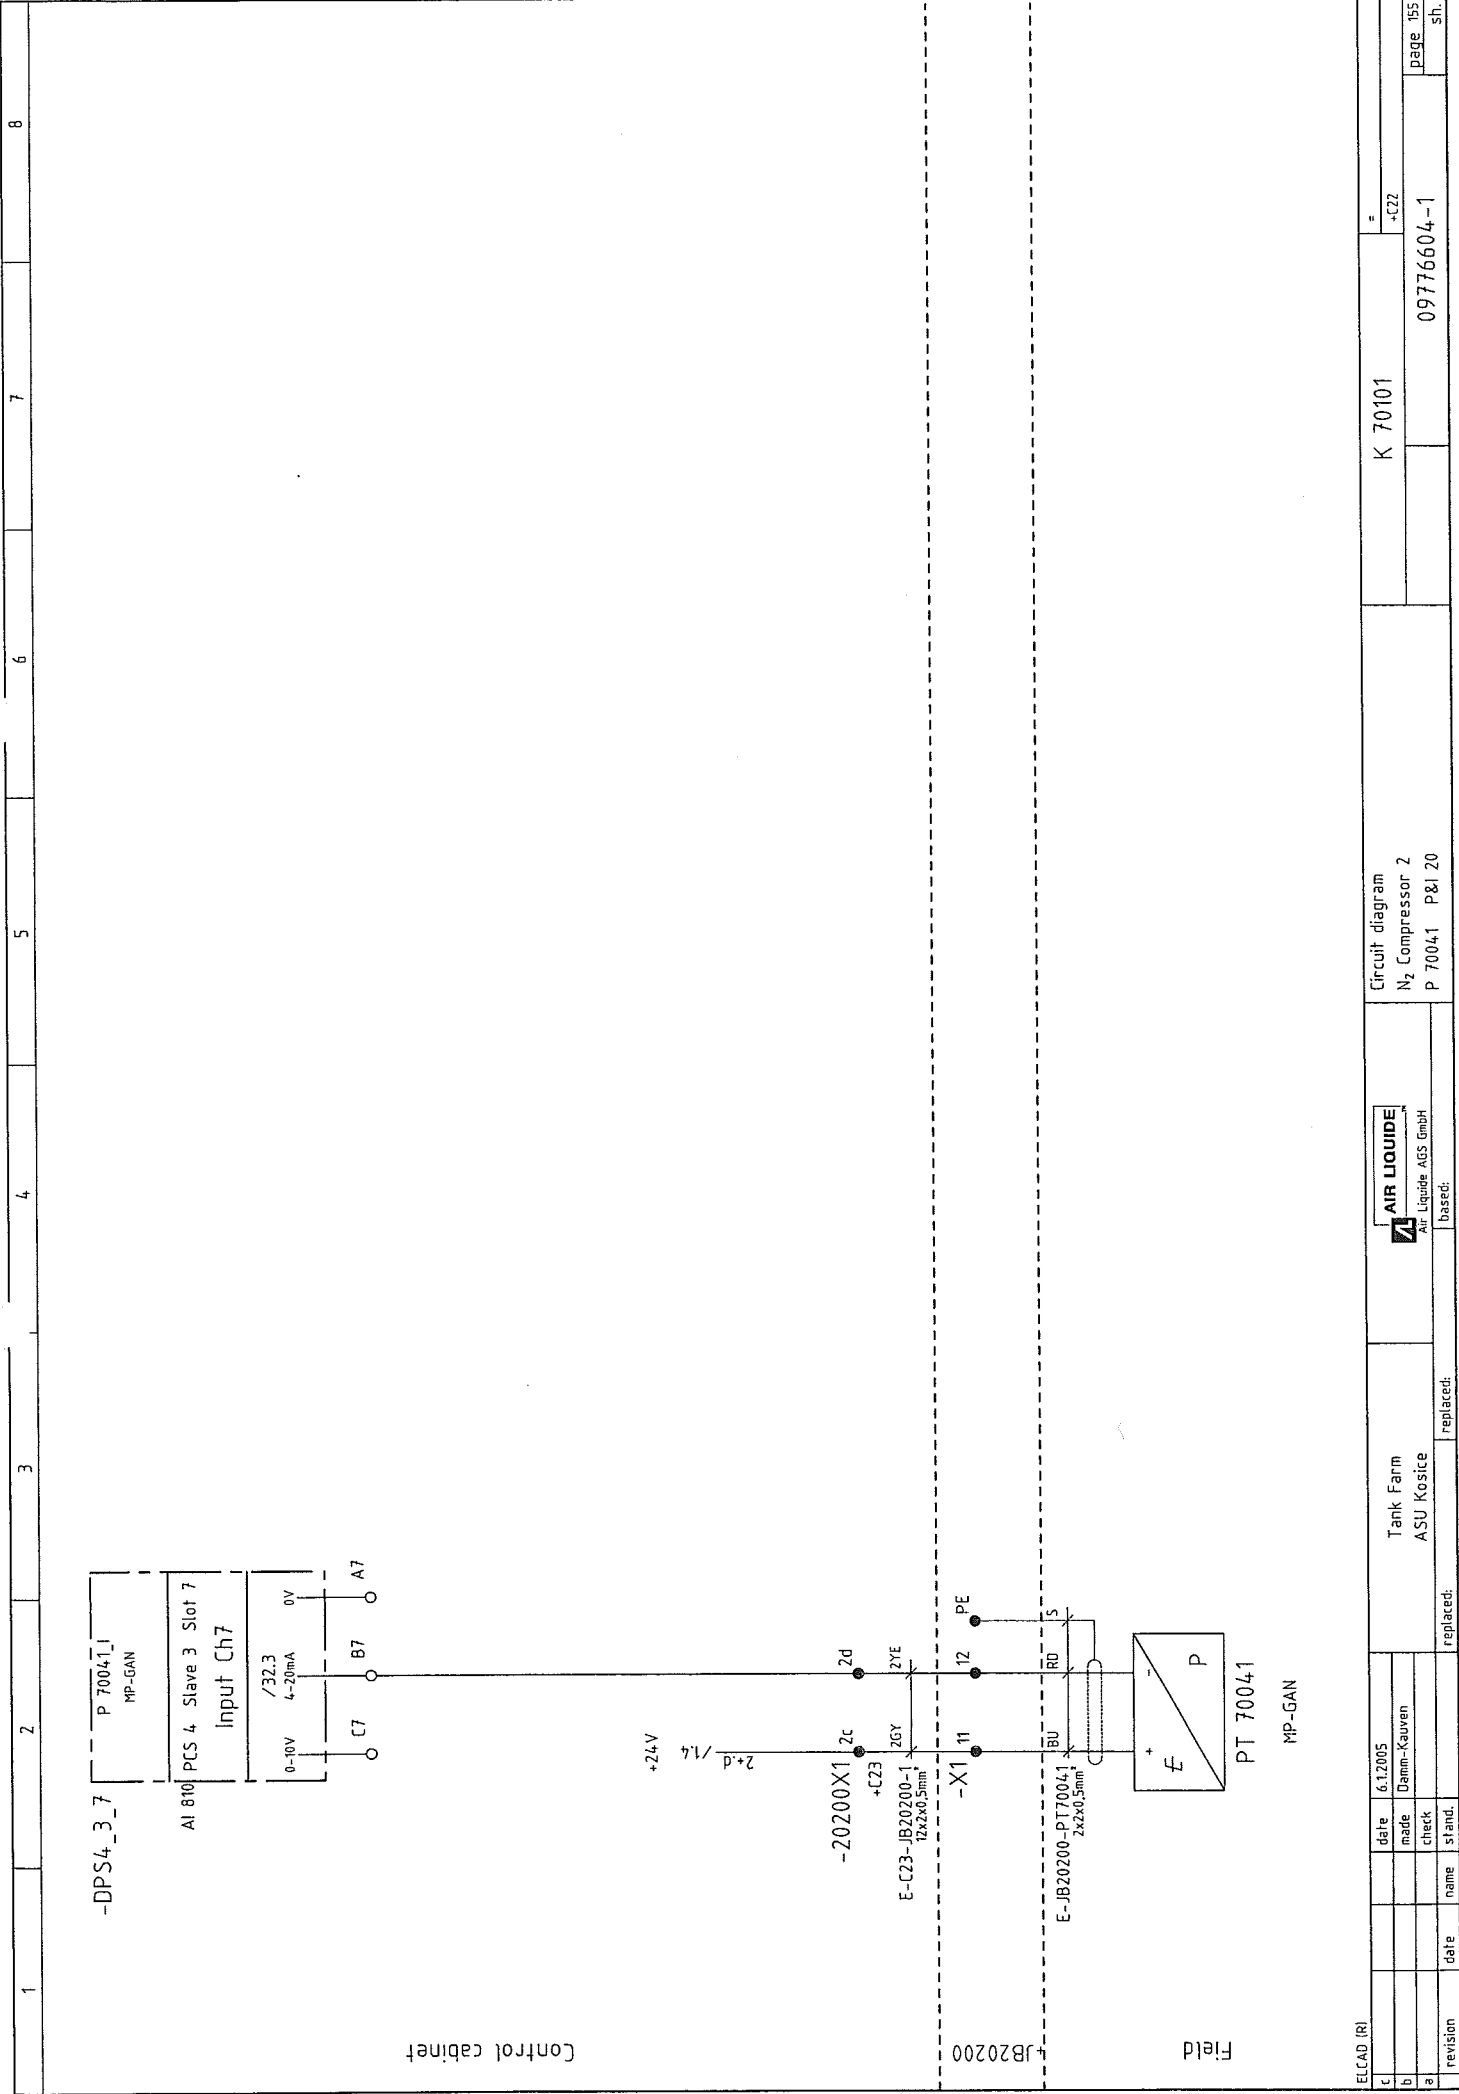 1 2 3 4 5 6 7 8
-DPS4_3_7
P 70041_I
MP-GAN
AI 810 PCS 4 Slave 3 Slot 7
Input Ch7
/32.3
0-10V 4-20mA 0V
C7 B7 A7
Control cabinet
+24V
/1.4
2+.d
-20200X1 2c 2d
+C23
2GY 2YE
E-C23-JB20200-1
12x2x0,5mm²
+JB20200
-X1 11 12 PE
BU RD S
E-JB20200-PT70041
2x2x0,5mm²
Field
+ -
E P
PT 70041
MP-GAN
ELCAD (R)
c
b
a
revision date name
date 6.1.2005
made Damm-Kauven
check
stand.
Tank Farm
ASU Kosice
replaced: replaced: based:
AIR LIQUIDE™
Air Liquide AGS GmbH
Circuit diagram
N₂ Compressor 2
P 70041 P&I 20
K 70101
=
+C22
09776604-1
page 155
sh.